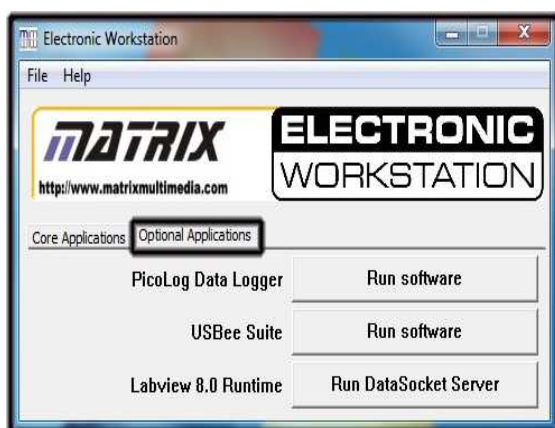 Electronic Workstation
File Help
MATRIX
http://www.matrixmultimedia.com
ELECTRONIC
WORKSTATION
Core Applications Optional Applications
PicoLog Data Logger Run software
USBee Suite Run software
Labview 8.0 Runtime Run DataSocket Server